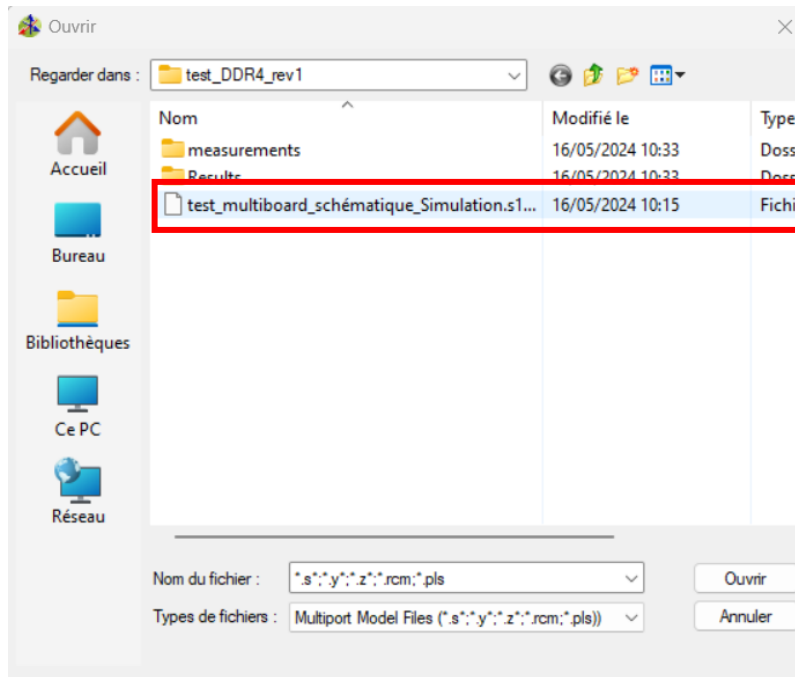 Ouvrir
Regarder dans : test_DDR4_rev1
Nom Modifié le Type
measurements 16/05/2024 10:33 Doss
Results 16/05/2024 10:33 Doss
test_multiboard_schématique_Simulation.s1... 16/05/2024 10:15 Fichi
Accueil
Bureau
Bibliothèques
Ce PC
Réseau
Nom du fichier : *.s*;*.y*;*.z*;*.rcm;*.pls Ouvrir
Types de fichiers : Multiport Model Files (*.s*;*.y*;*.z*;*.rcm;*.pls)) Annuler